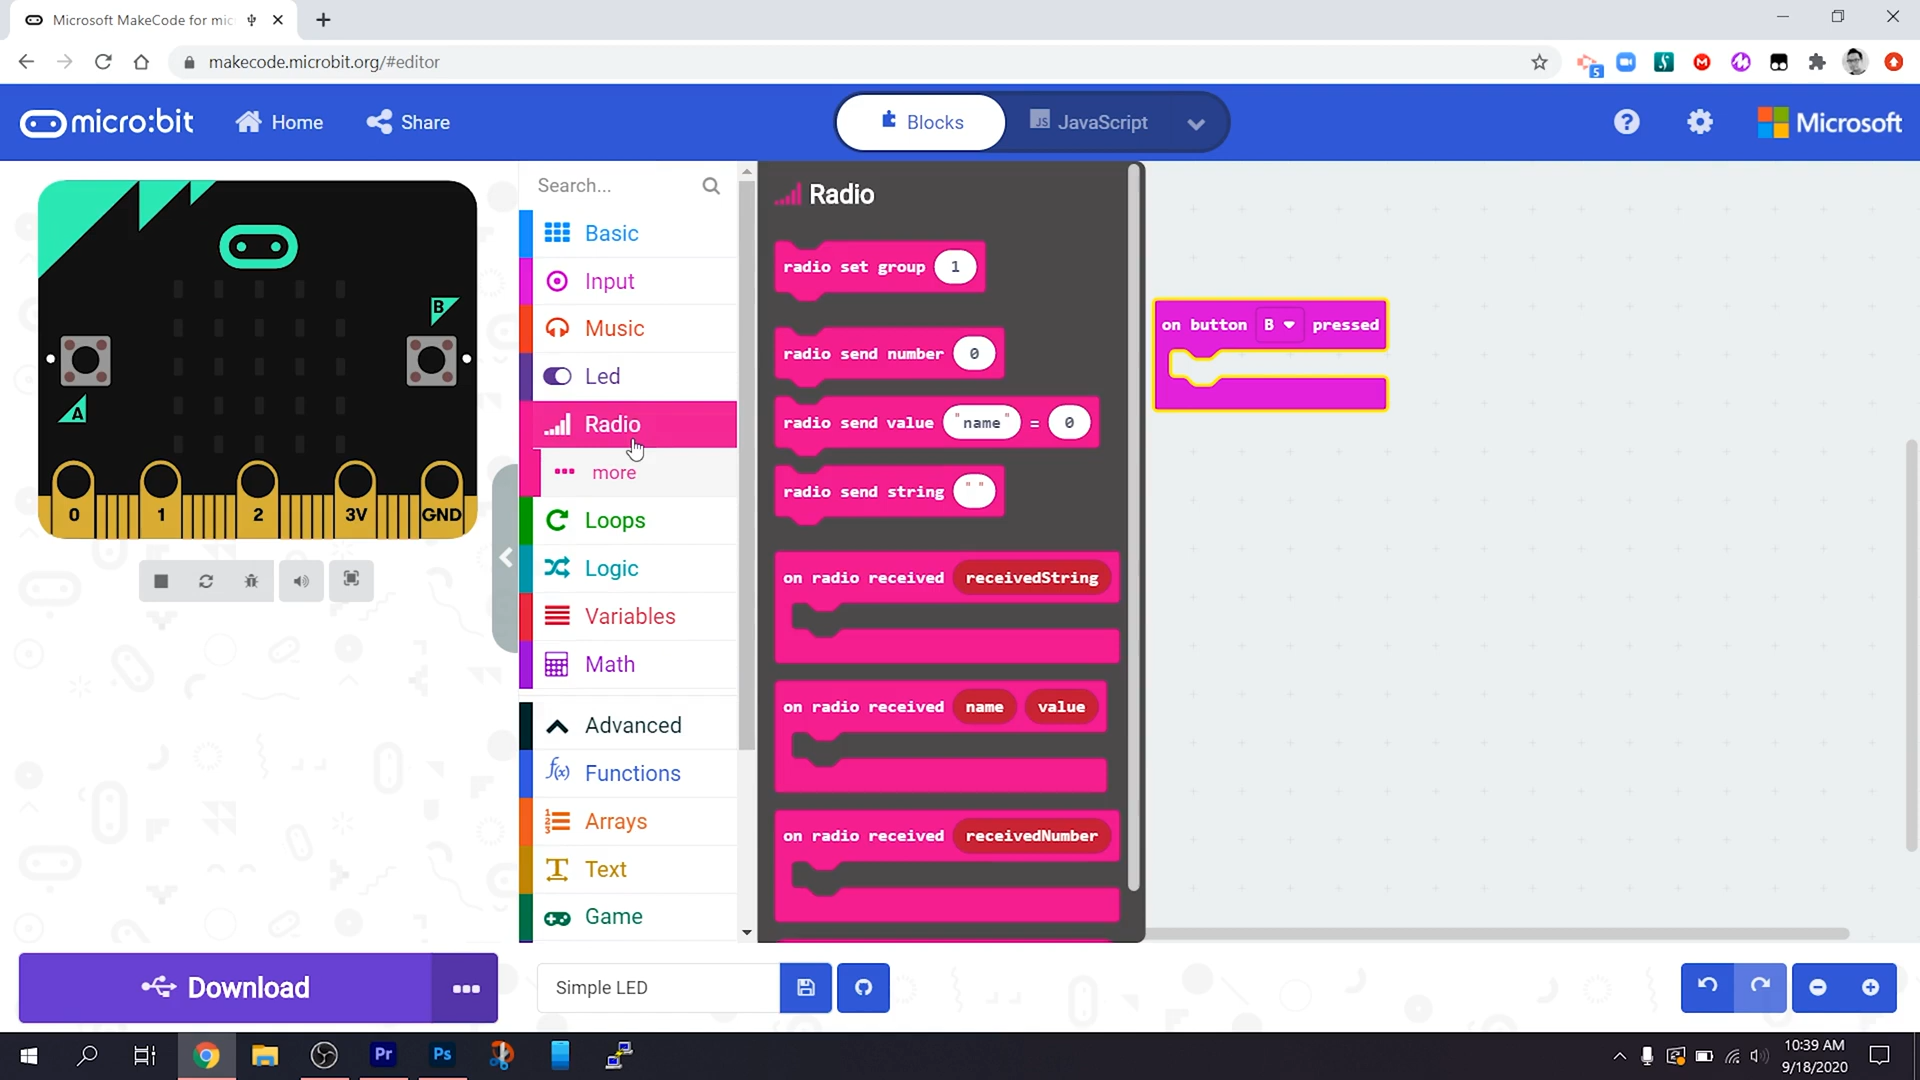 Microsoft MakeCode for mic
makecode.microbit.org/#editor
5
micro:bit
Home
Share
Blocks
JS JavaScript
?
Microsoft
B
A
0 1 2 3V GND
Search...
Basic
Input
Music
Led
Radio
more
Loops
Logic
Variables
Math
Advanced
f(x) Functions
Arrays
Text
Game
Radio
radio set group 1
radio send number 0
radio send value "name" = 0
radio send string " "
on radio received receivedString
on radio received name value
on radio received receivedNumber
on button B pressed
Download
Simple LED
Pr
Ps
10:39 AM
9/18/2020